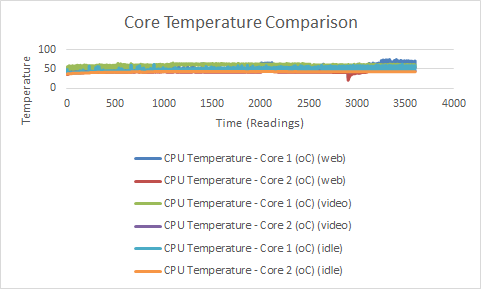 Core Temperature Comparison
100
50
0
Temperature
0 500 1000 1500 2000 2500 3000 3500 4000
Time (Readings)
CPU Temperature - Core 1 (oC) (web)
CPU Temperature - Core 2 (oC) (web)
CPU Temperature - Core 1 (oC) (video)
CPU Temperature - Core 2 (oC) (video)
CPU Temperature - Core 1 (oC) (idle)
CPU Temperature - Core 2 (oC) (idle)